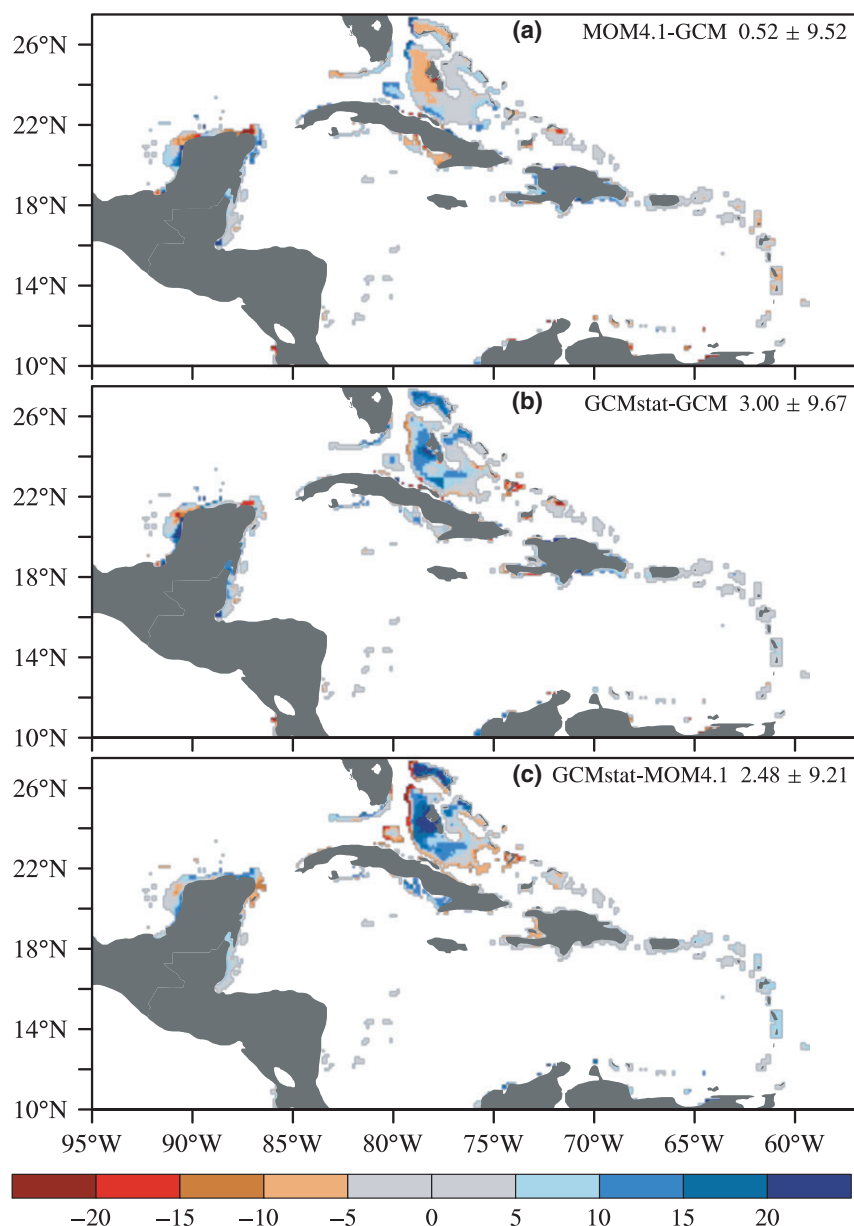 (a) MOM4.1-GCM 0.52 ± 9.52
26°N
22°N
18°N
14°N
10°N
(b) GCMstat-GCM 3.00 ± 9.67
26°N
22°N
18°N
14°N
10°N
(c) GCMstat-MOM4.1 2.48 ± 9.21
26°N
22°N
18°N
14°N
10°N
95°W 90°W 85°W 80°W 75°W 70°W 65°W 60°W
−20 −15 −10 −5 0 5 10 15 20